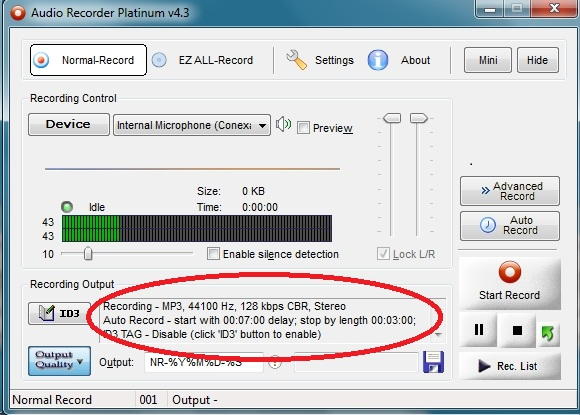 Audio Recorder Platinum v4.3
Normal-Record EZ ALL-Record Settings About Mini Hide
Recording Control
Device Internal Microphone (Conexa Preview
Size: 0 KB
Idle Time: 0:00:00
43
43
10 Enable silence detection Lock L/R
Advanced
Record
Auto
Record
Start Record
Rec. List
Recording Output
ID3
Recording - MP3, 44100 Hz, 128 kbps CBR, Stereo
Auto Record - start with 00:07:00 delay; stop by length 00:03:00;
ID3 TAG - Disable (click 'ID3' button to enable)
Output
Quality
Output: NR-%Y%M%D-%S
Normal Record 001 Output -